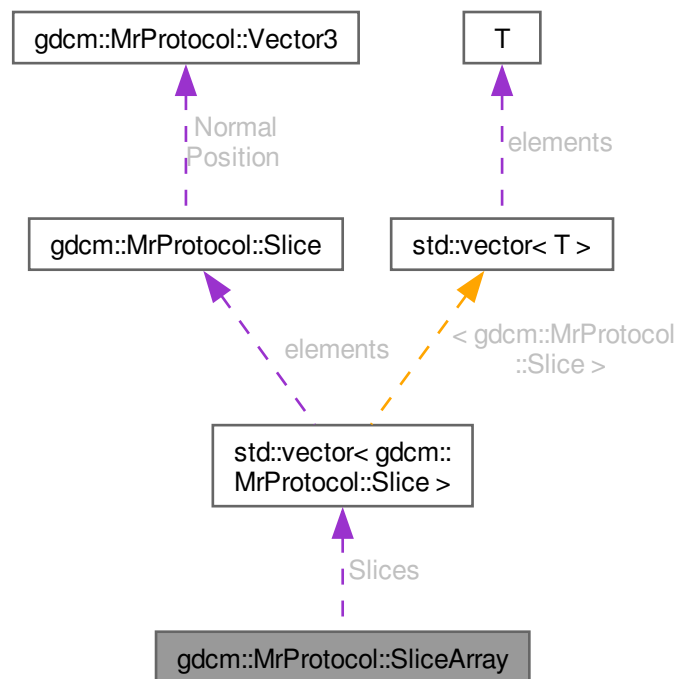 gdcm::MrProtocol::Vector3
T
Normal
Position
elements
gdcm::MrProtocol::Slice
std::vector< T >
elements
< gdcm::MrProtocol
::Slice >
std::vector< gdcm::
MrProtocol::Slice >
Slices
gdcm::MrProtocol::SliceArray